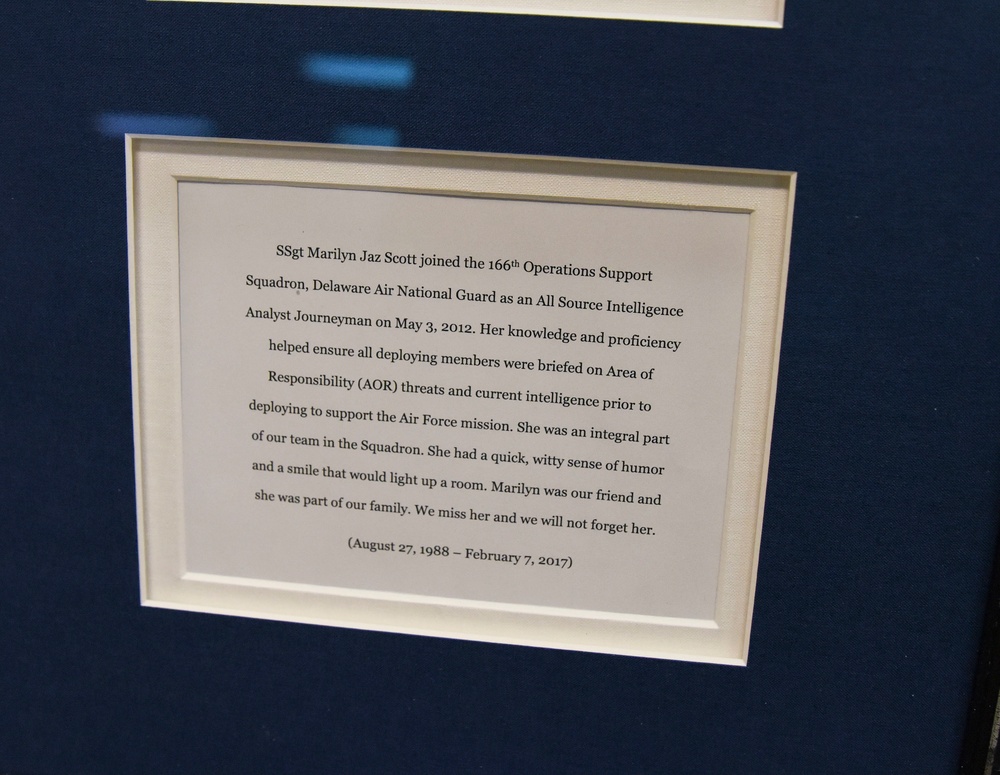 SSgt Marilyn Jaz Scott joined the 166th Operations Support
Squadron, Delaware Air National Guard as an All Source Intelligence
Analyst Journeyman on May 3, 2012. Her knowledge and proficiency
helped ensure all deploying members were briefed on Area of
Responsibility (AOR) threats and current intelligence prior to
deploying to support the Air Force mission. She was an integral part
of our team in the Squadron. She had a quick, witty sense of humor
and a smile that would light up a room. Marilyn was our friend and
she was part of our family. We miss her and we will not forget her.
(August 27, 1988 – February 7, 2017)